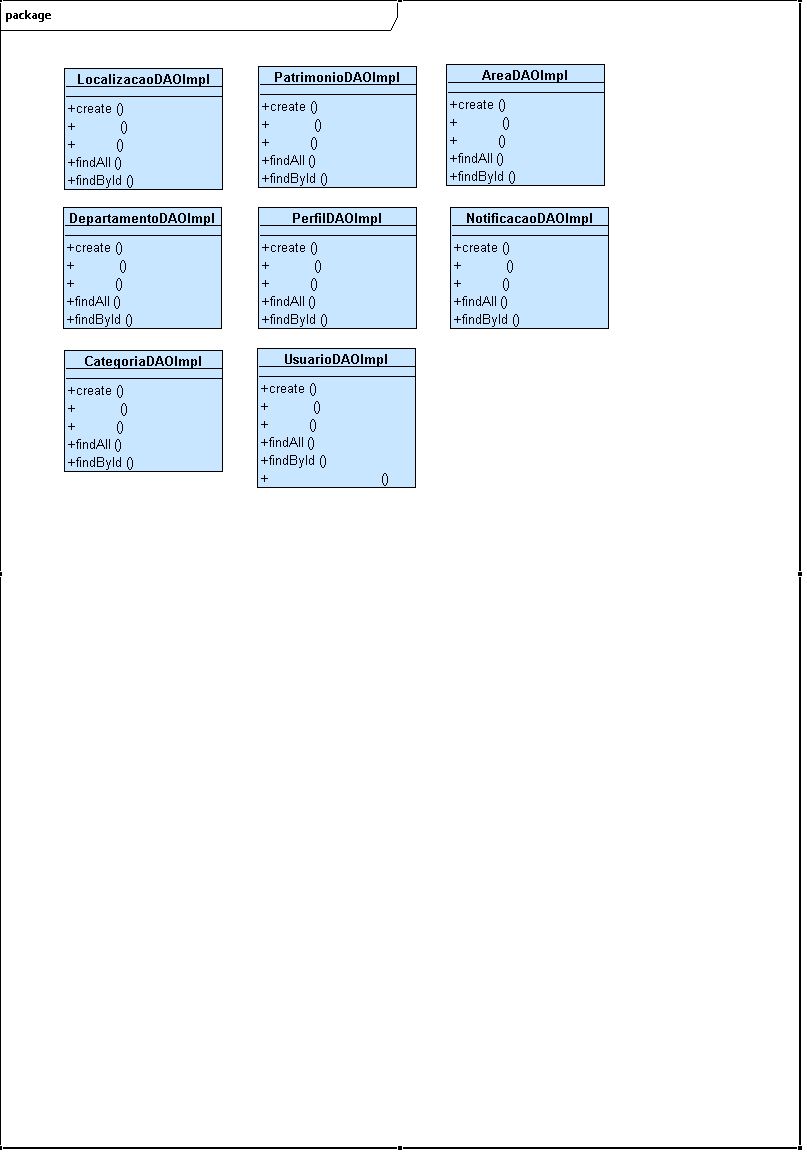 package
LocalizacaoDAOImpl
+create ()
+ ()
+ ()
+findAll ()
+findById ()
PatrimonioDAOImpl
+create ()
+ ()
+ ()
+findAll ()
+findById ()
AreaDAOImpl
+create ()
+ ()
+ ()
+findAll ()
+findById ()
DepartamentoDAOImpl
+create ()
+ ()
+ ()
+findAll ()
+findById ()
PerfilDAOImpl
+create ()
+ ()
+ ()
+findAll ()
+findById ()
NotificacaoDAOImpl
+create ()
+ ()
+ ()
+findAll ()
+findById ()
CategoriaDAOImpl
+create ()
+ ()
+ ()
+findAll ()
+findById ()
UsuarioDAOImpl
+create ()
+ ()
+ ()
+findAll ()
+findById ()
+ ()